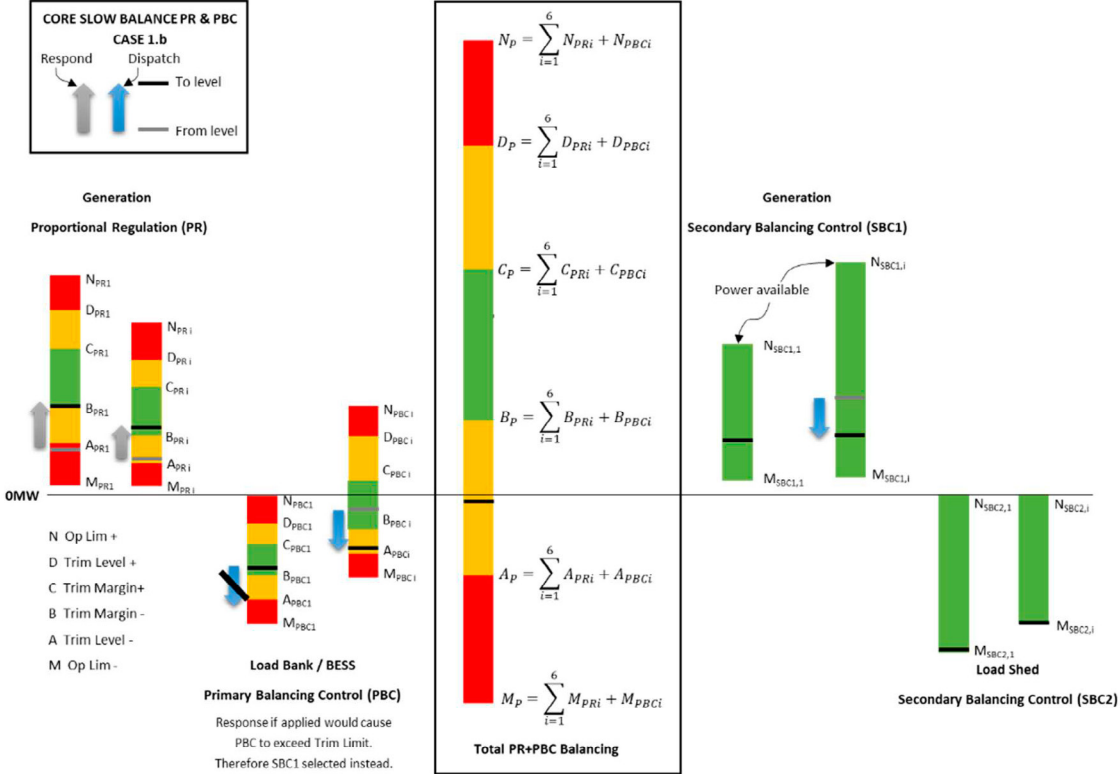 CORE SLOW BALANCE PR & PBC
CASE 1.b
Respond
Dispatch
To level
From level
Generation
Proportional Regulation (PR)
N_PR1
D_PR1
C_PR1
B_PR1
A_PR1
M_PR1
N_PR i
D_PR i
C_PR i
B_PR i
A_PR i
M_PR i
0MW
N Op Lim +
D Trim Level +
C Trim Margin+
B Trim Margin -
A Trim Level -
M Op Lim -
N_PBC1
D_PBC1
C_PBC1
B_PBC1
A_PBC1
M_PBC1
N_PBC i
D_PBC i
C_PBC i
B_PBC i
A_PBCi
M_PBC i
Load Bank / BESS
Primary Balancing Control (PBC)
Response if applied would cause
PBC to exceed Trim Limit.
Therefore SBC1 selected instead.
N_P = ∑_{i=1}^{6} N_PRi + N_PBCi
D_P = ∑_{i=1}^{6} D_PRi + D_PBCi
C_P = ∑_{i=1}^{6} C_PRi + C_PBCi
B_P = ∑_{i=1}^{6} B_PRi + B_PBCi
A_P = ∑_{i=1}^{6} A_PRi + A_PBCi
M_P = ∑_{i=1}^{6} M_PRi + M_PBCi
Total PR+PBC Balancing
Generation
Secondary Balancing Control (SBC1)
N_SBC1,i
Power available
N_SBC1,1
M_SBC1,1
M_SBC1,i
N_SBC2,1
N_SBC2,i
M_SBC2,i
M_SBC2,1
Load Shed
Secondary Balancing Control (SBC2)